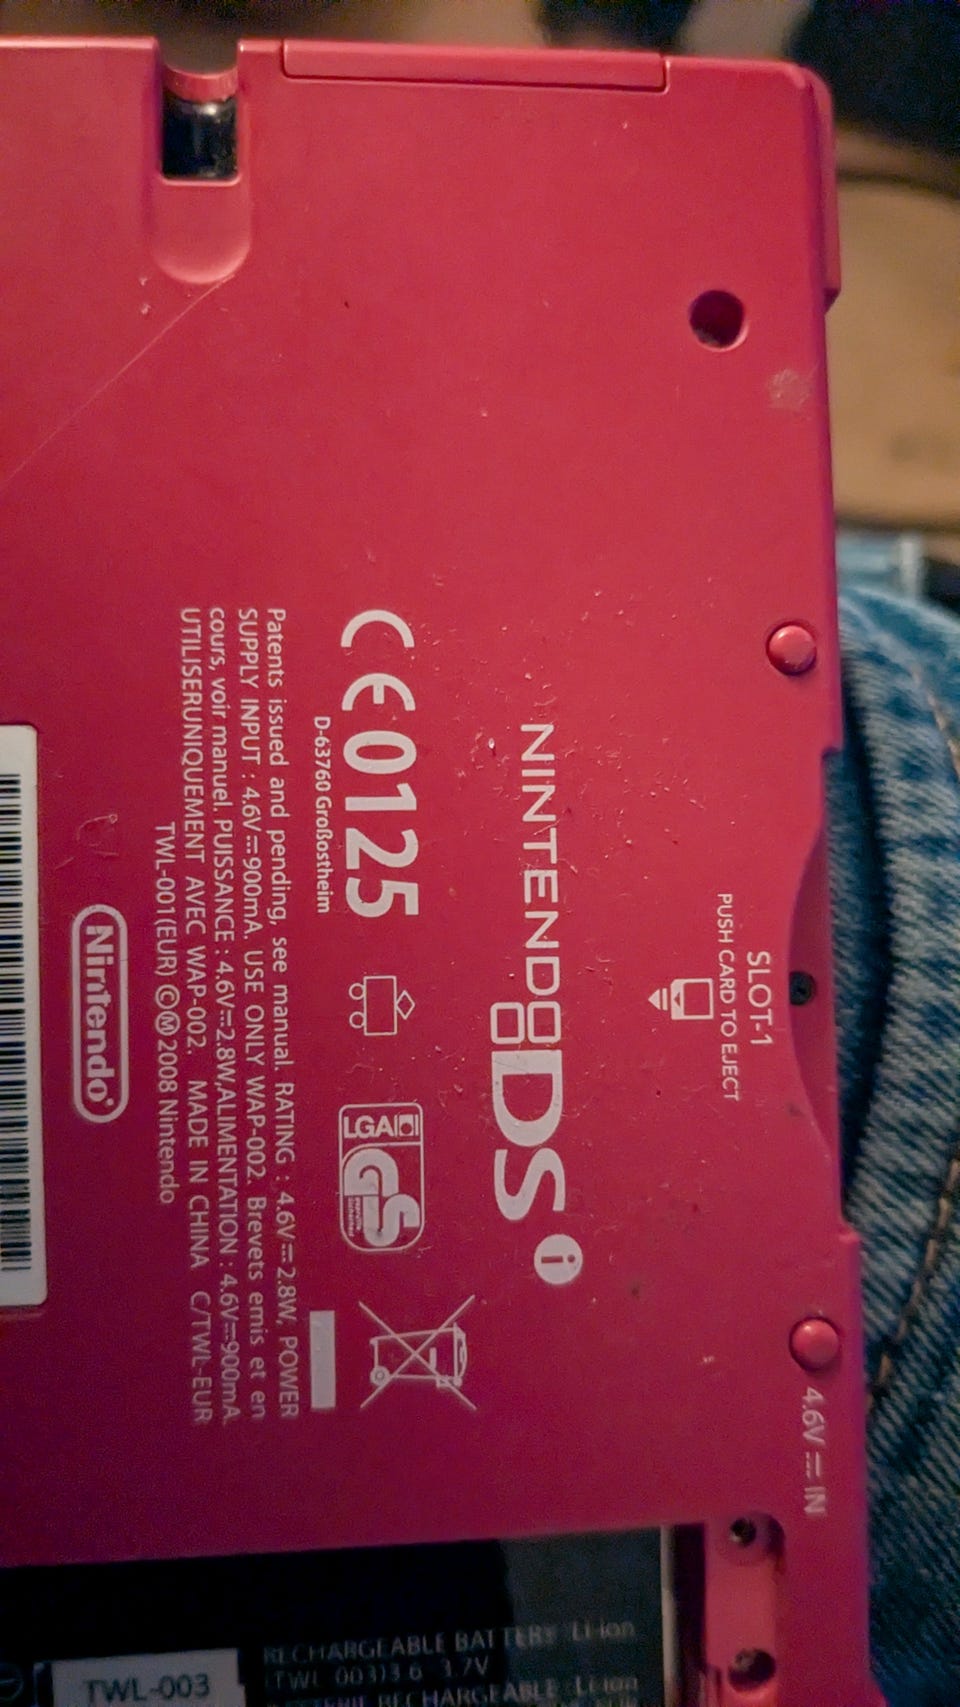 SLOT-1
PUSH CARD TO EJECT
4.6V ⎓ IN
NINTENDO DS i
CE0125
D-63760 Großostheim
LGA
GS
Patents issued and pending, see manual. RATING : 4.6V⎓2.8W, POWER
SUPPLY INPUT : 4.6V⎓900mA. USE ONLY WAP-002. Brevets émis et en
cours, voir manuel. PUISSANCE : 4.6V⎓2.8W,ALIMENTATION : 4.6V⎓900mA.
UTILISERUNIQUEMENT AVEC WAP-002. MADE IN CHINA C/TWL-EUR
TWL-001(EUR) ©Ⓜ2008 Nintendo
Nintendo®
RECHARGEABLE BATTERY Li-ion
(TWL-003)3.6 3.7V
RECHARGEABLE Li-ion
TWL-003